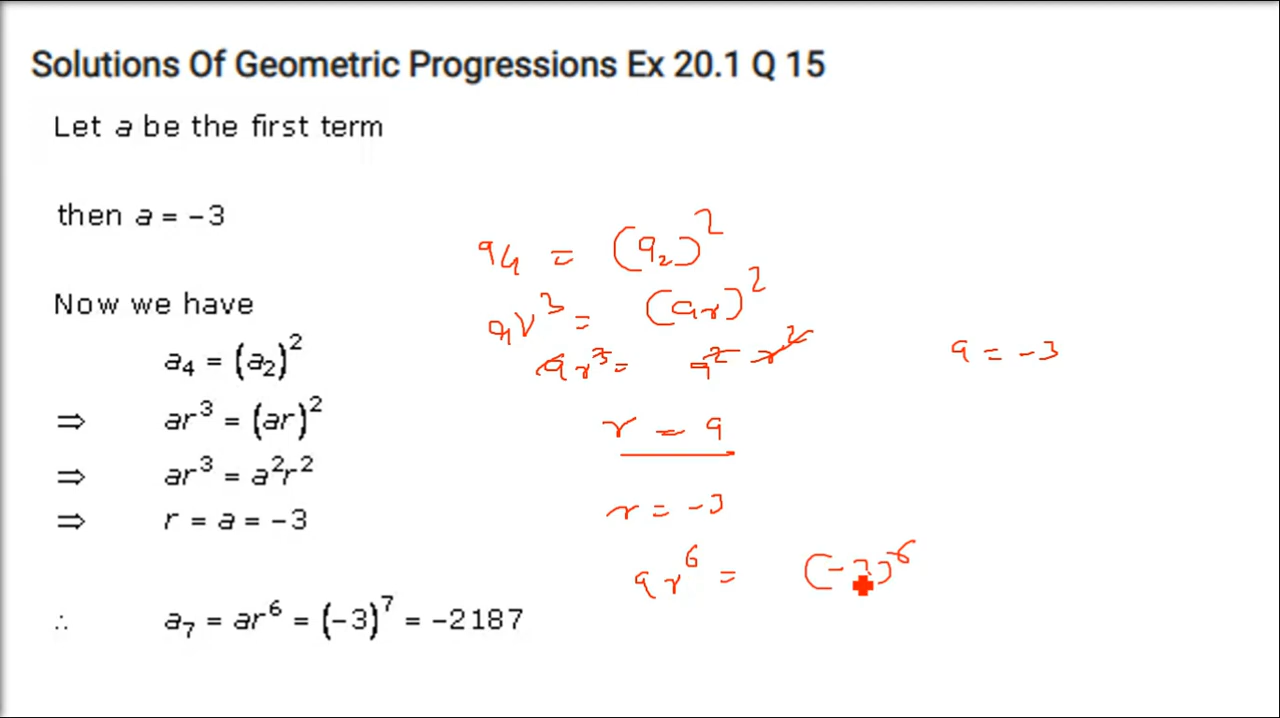 Solutions Of Geometric Progressions Ex 20.1 Q 15
Let a be the first term
then a = −3
Now we have
a₄ = (a₂)²
⇒ ar³ = (ar)²
⇒ ar³ = a²r²
⇒ r = a = −3
∴ a₇ = ar⁶ = (−3)⁷ = −2187
a₄ = (a₂)²
ar³ = (ar)²
ar³ = a² r²
a = −3
r = a
r = −3
ar⁶ =